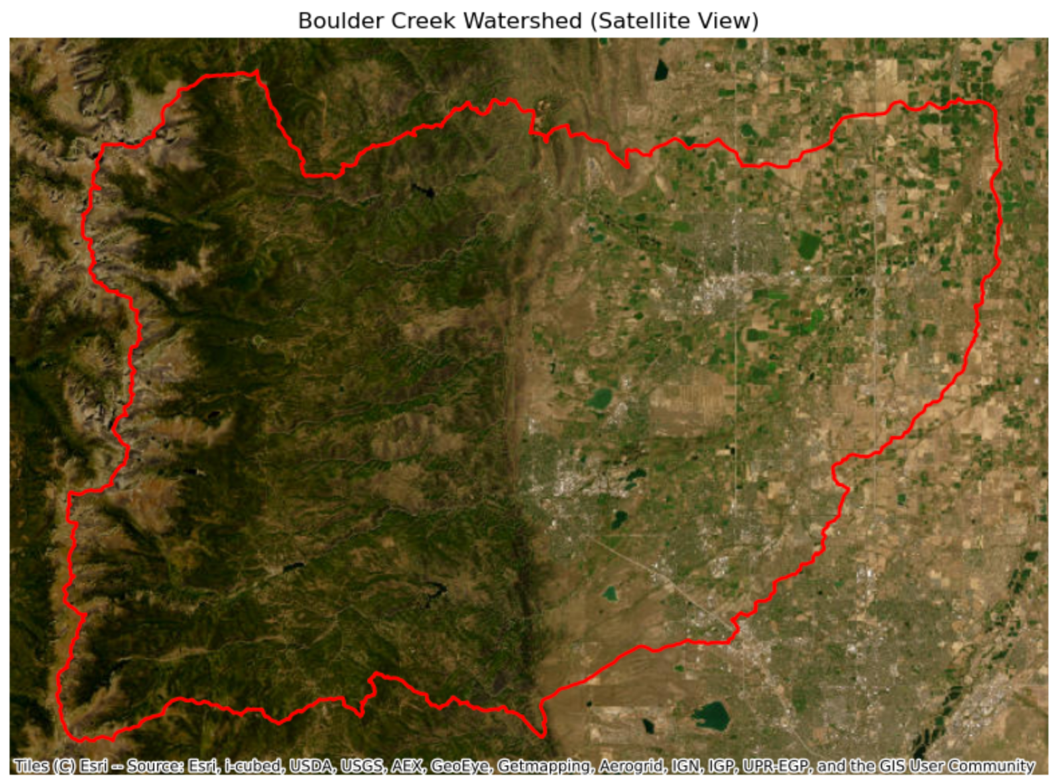 Boulder Creek Watershed (Satellite View)
Tiles (C) Esri -- Source: Esri, i-cubed, USDA, USGS, AEX, GeoEye, Getmapping, Aerogrid, IGN, IGP, UPR-EGP, and the GIS User Community